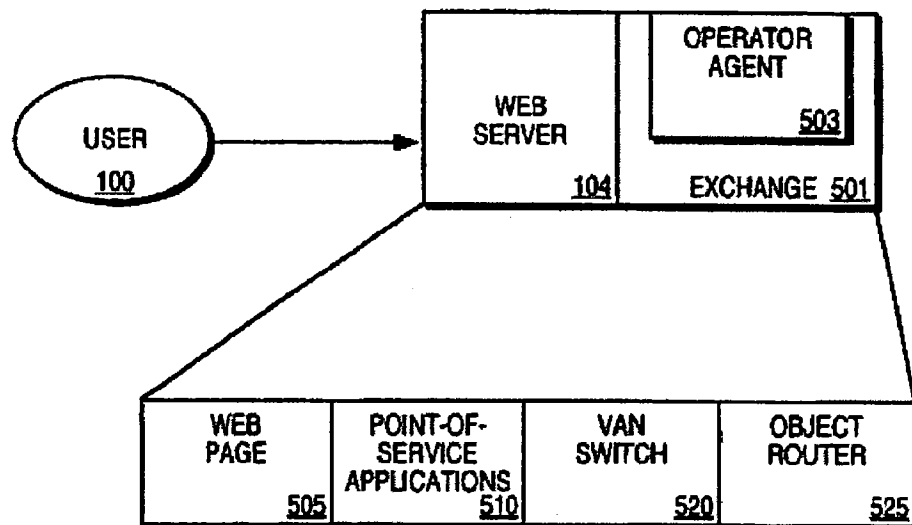 USER
100
WEB
SERVER
104
OPERATOR
AGENT
503
EXCHANGE 501
WEB
PAGE
505
POINT-OF-
SERVICE
APPLICATIONS
510
VAN
SWITCH
520
OBJECT
ROUTER
525